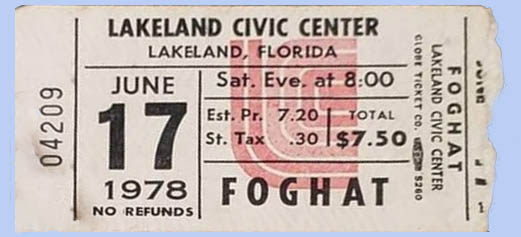 LAKELAND CIVIC CENTER
LAKELAND, FLORIDA
JUNE
17
1978
NO REFUNDS
Sat. Eve. at 8:00
Est. Pr. 7.20
St. Tax .30
TOTAL
$7.50
FOGHAT
04209
GLOBE TICKET CO.
LAKELAND CIVIC CENTER
FOGHAT
JUNE